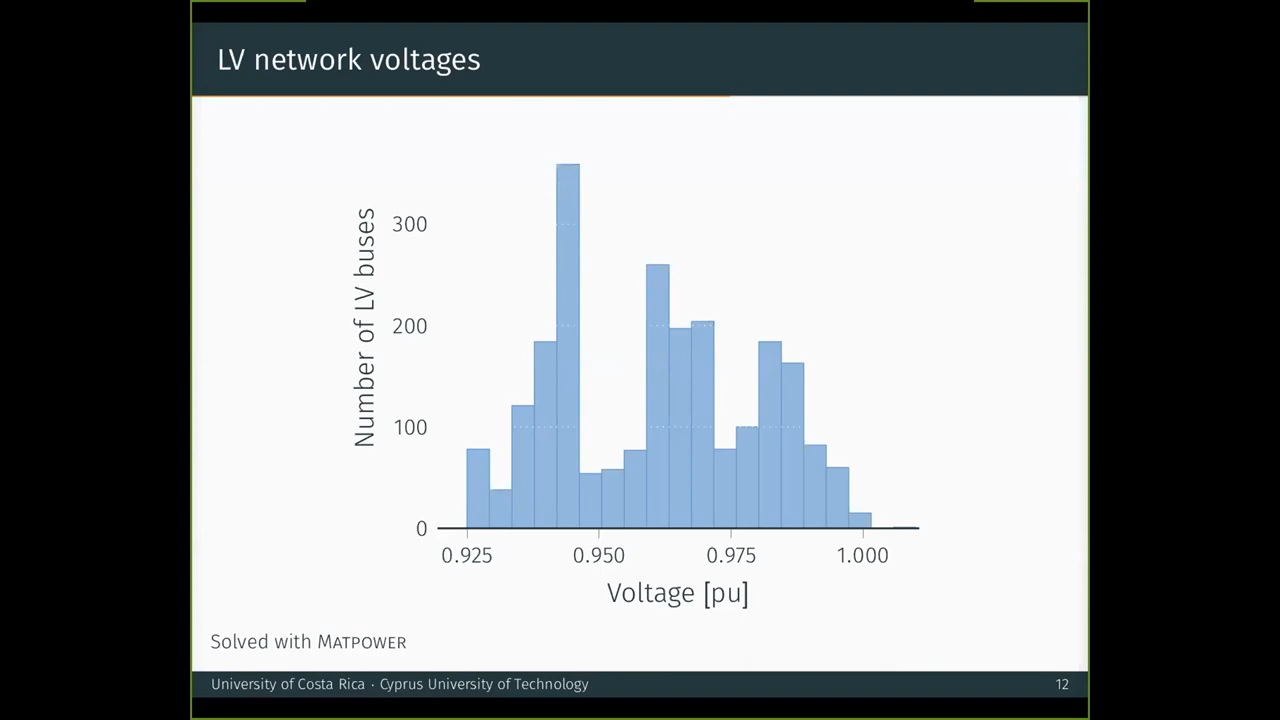 LV network voltages
Number of LV buses
300
200
100
0
0.925 0.950 0.975 1.000
Voltage [pu]
Solved with MATPOWER
University of Costa Rica · Cyprus University of Technology 12